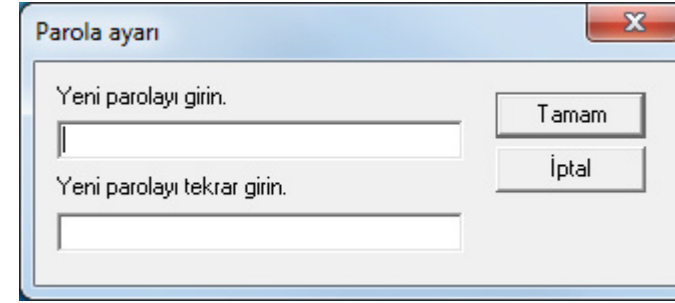 Parola ayarı
Yeni parolayı girin.
Tamam
İptal
Yeni parolayı tekrar girin.